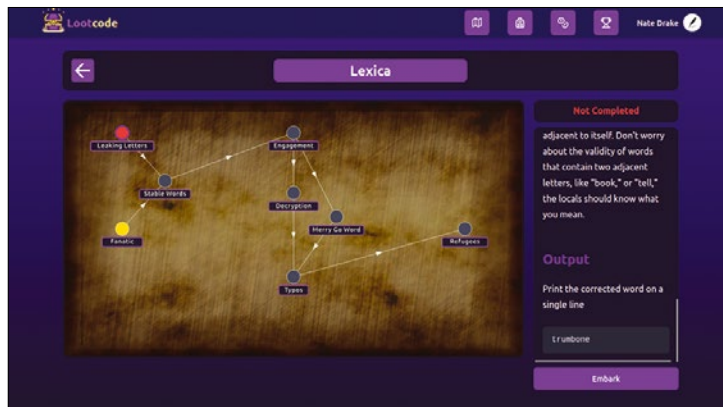 Lootcode
Nate Drake
Lexica
Not Completed
Leaking Letters
Engagement
Stable Words
Decryption
Fanatic
Merry Go Word
Refugees
Typos
adjacent to itself. Don't worry
about the validity of words
that contain two adjacent
letters, like "book," or "tell,"
the locals should know what
you mean.
Output
Print the corrected word on a
single line
trumbone
Embark